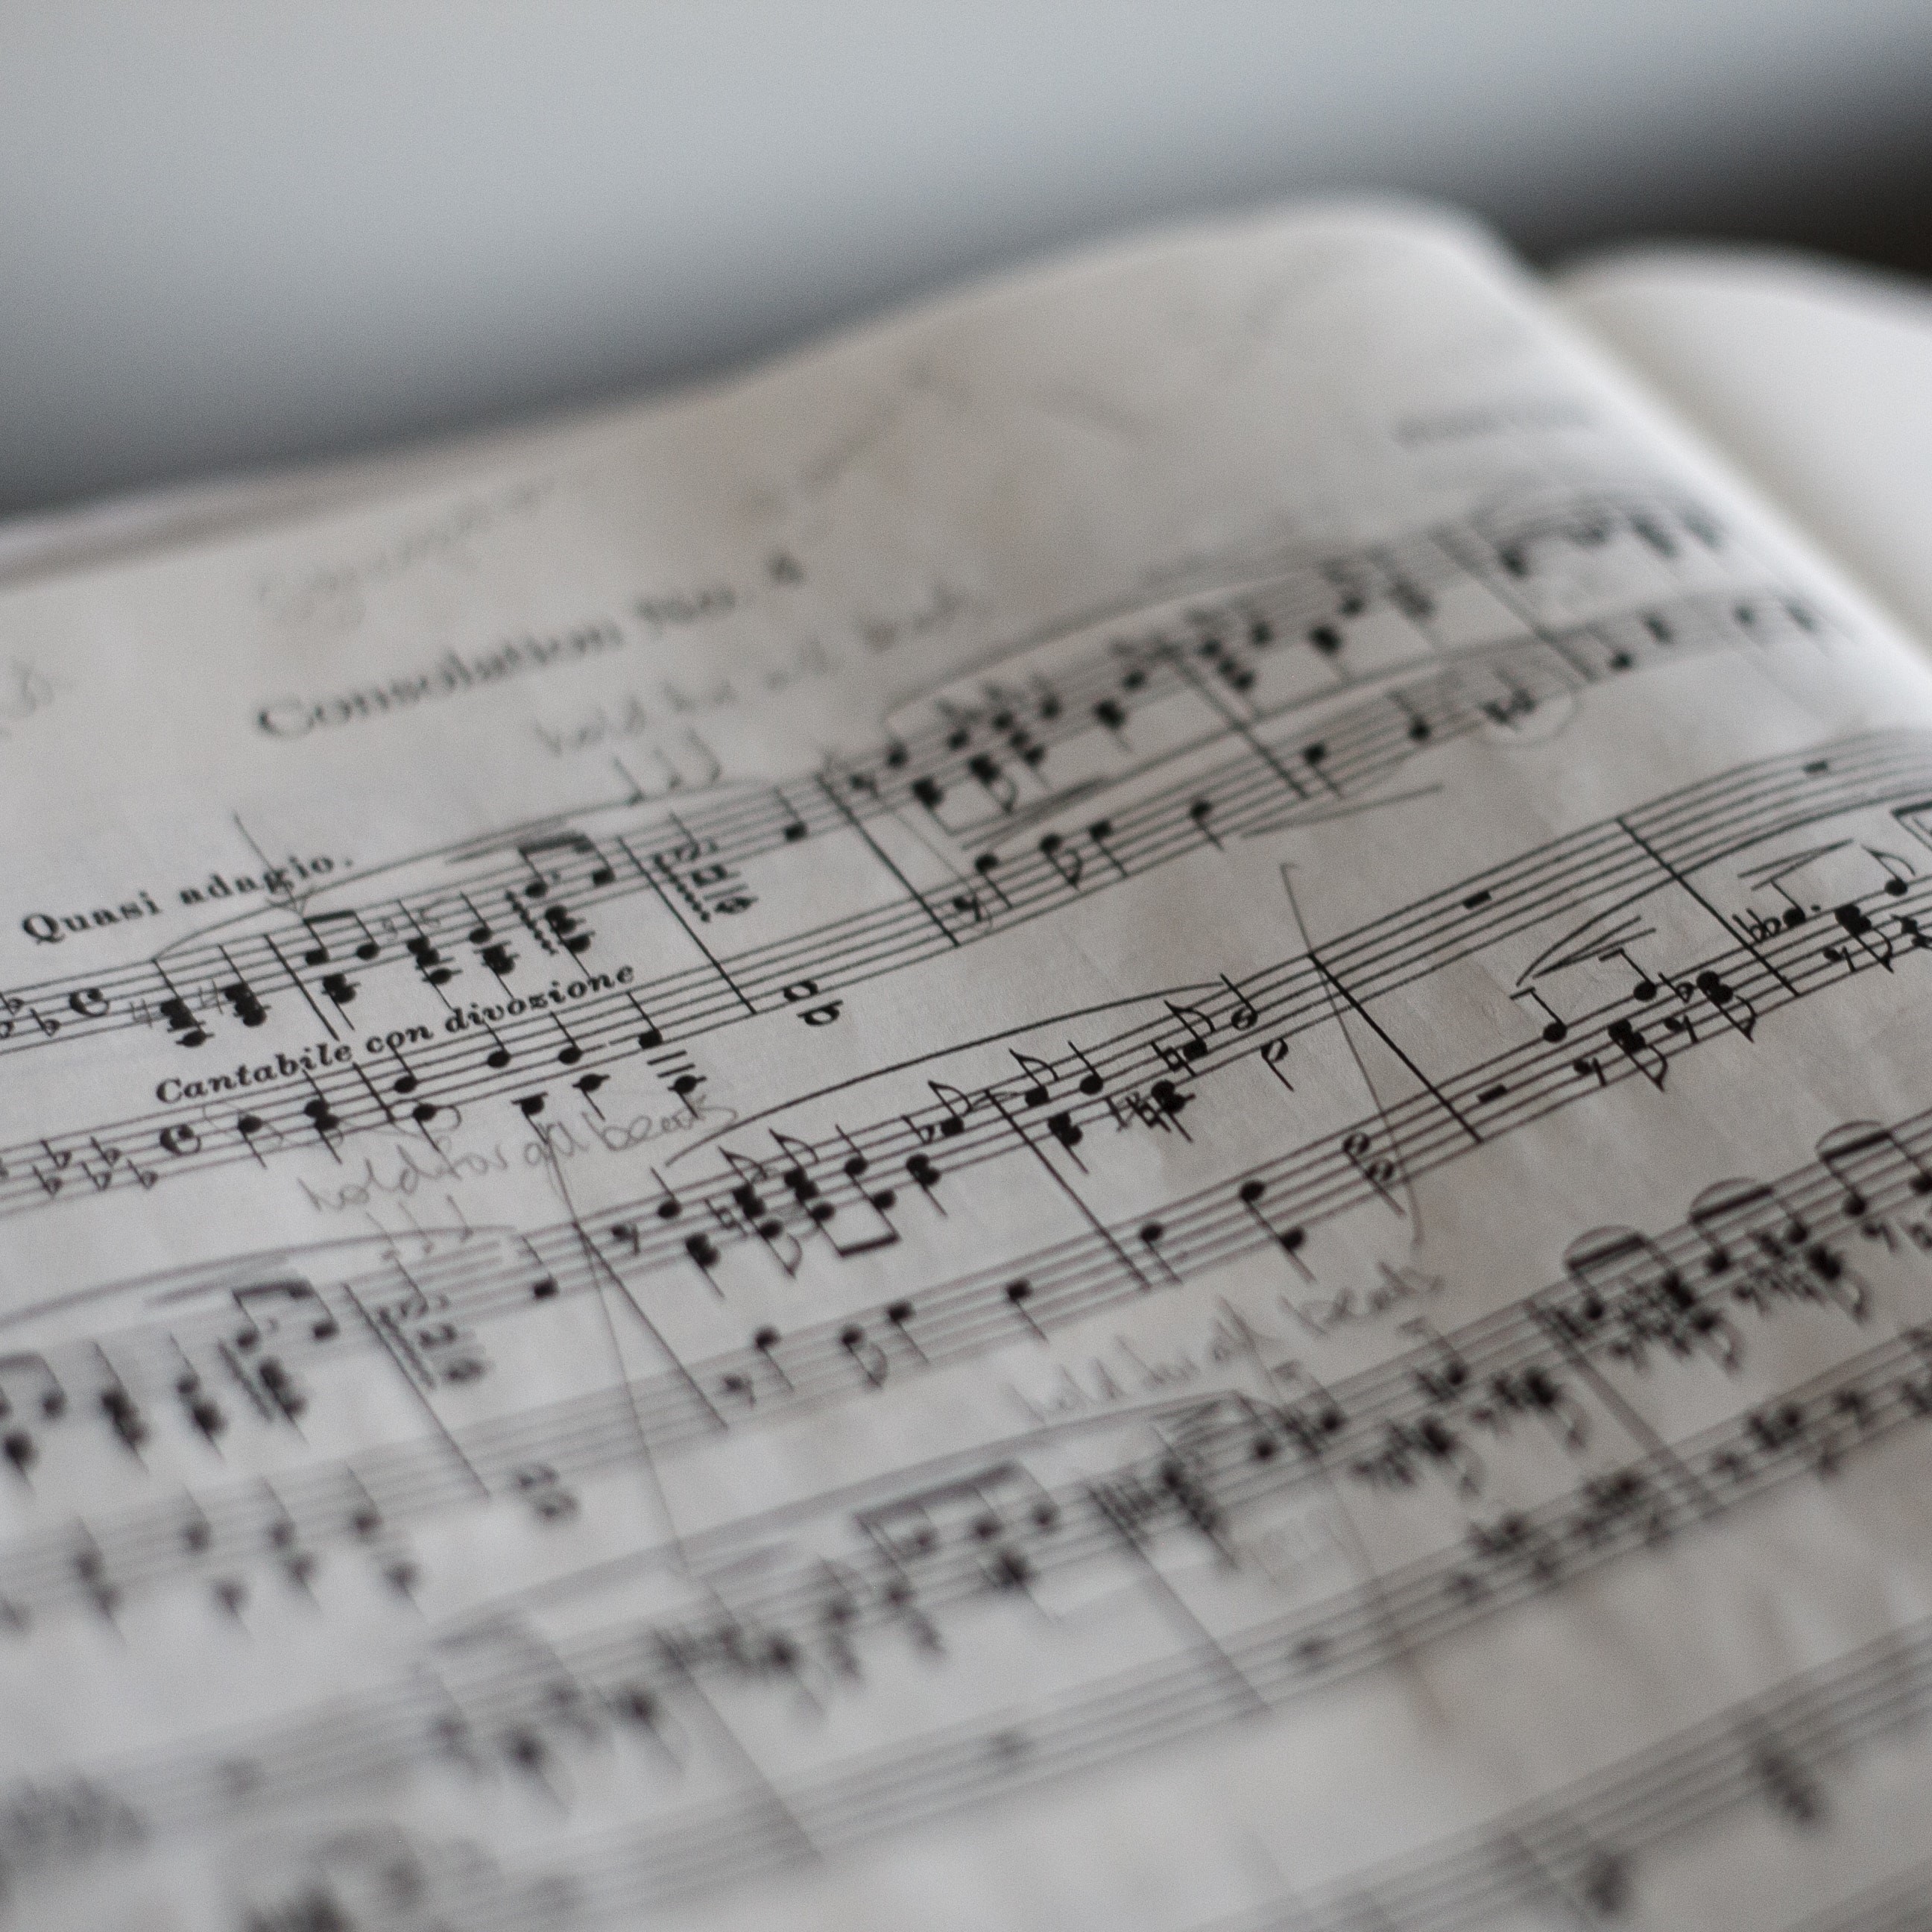 Consolation No. 4
hold for all beats
Quasi adagio.
Cantabile con divozione
hold for all beats
hold for all beats